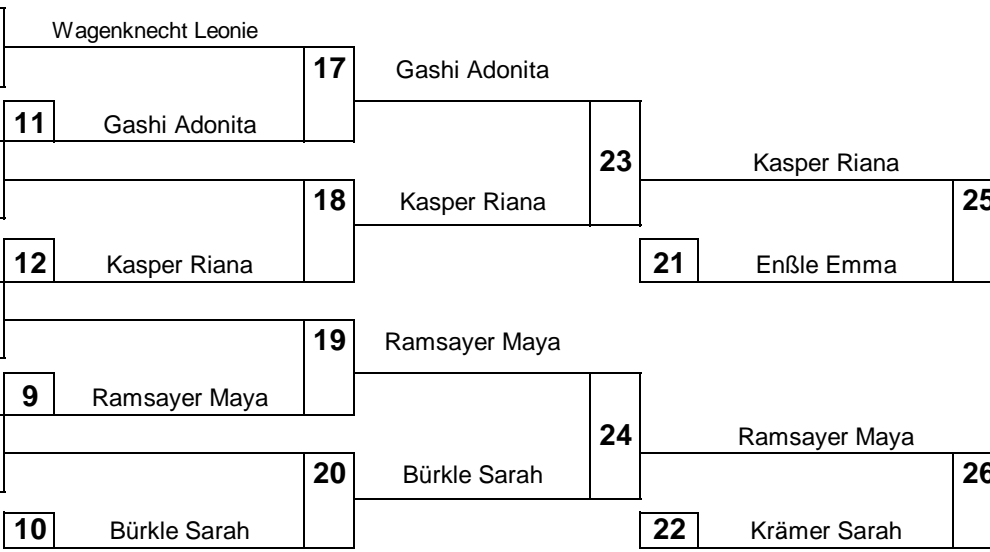 Wagenknecht Leonie
17 Gashi Adonita
11 Gashi Adonita
23 Kasper Riana
18 Kasper Riana 25
12 Kasper Riana 21 Enßle Emma
19 Ramsayer Maya
9 Ramsayer Maya
24 Ramsayer Maya
20 Bürkle Sarah 26
10 Bürkle Sarah 22 Krämer Sarah